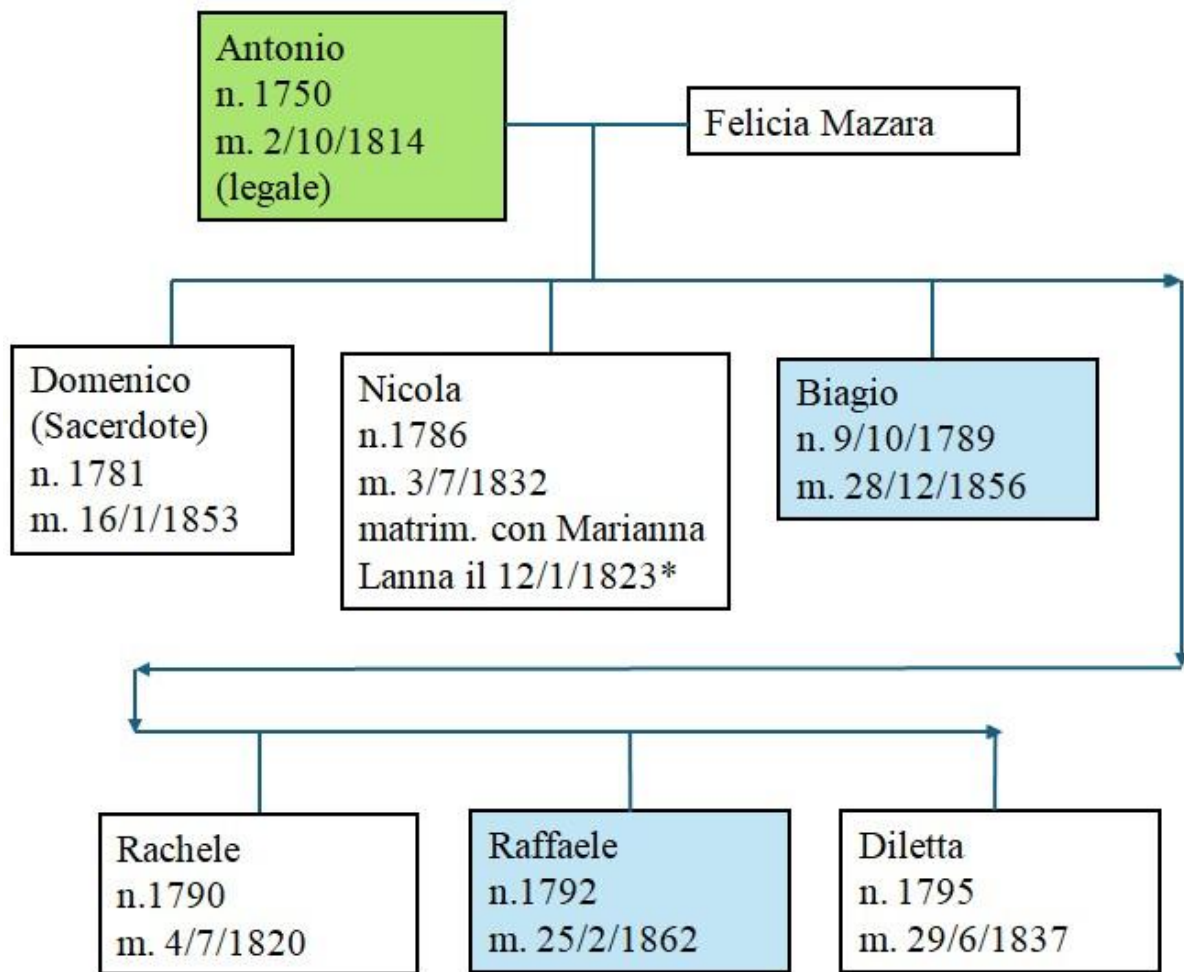 Antonio
n. 1750
m. 2/10/1814
(legale)
Felicia Mazara
Domenico
(Sacerdote)
n. 1781
m. 16/1/1853
Nicola
n.1786
m. 3/7/1832
matrim. con Marianna
Lanna il 12/1/1823*
Biagio
n. 9/10/1789
m. 28/12/1856
Rachele
n.1790
m. 4/7/1820
Raffaele
n.1792
m. 25/2/1862
Diletta
n. 1795
m. 29/6/1837